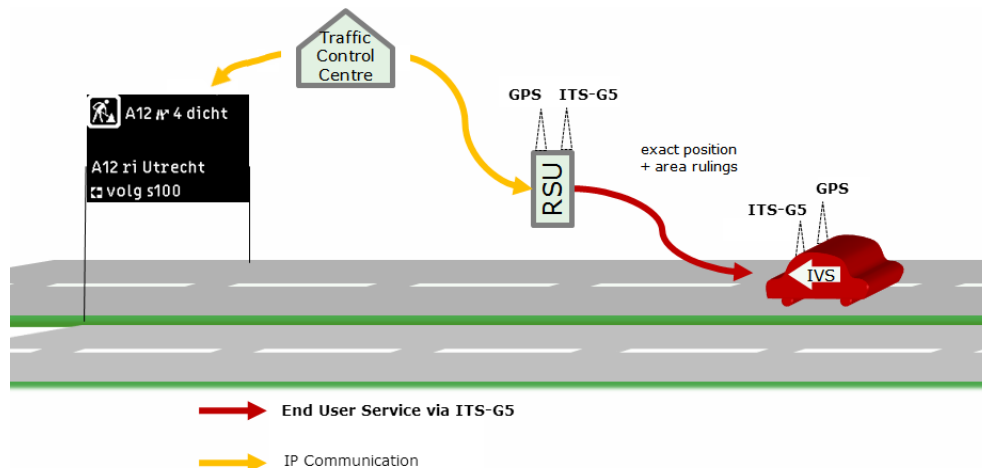 Traffic
Control
Centre
A12 4 dicht
A12 ri Utrecht
volg s100
GPS ITS-G5
RSU
exact position
+ area rulings
GPS
ITS-G5
IVS
End User Service via ITS-G5
IP Communication